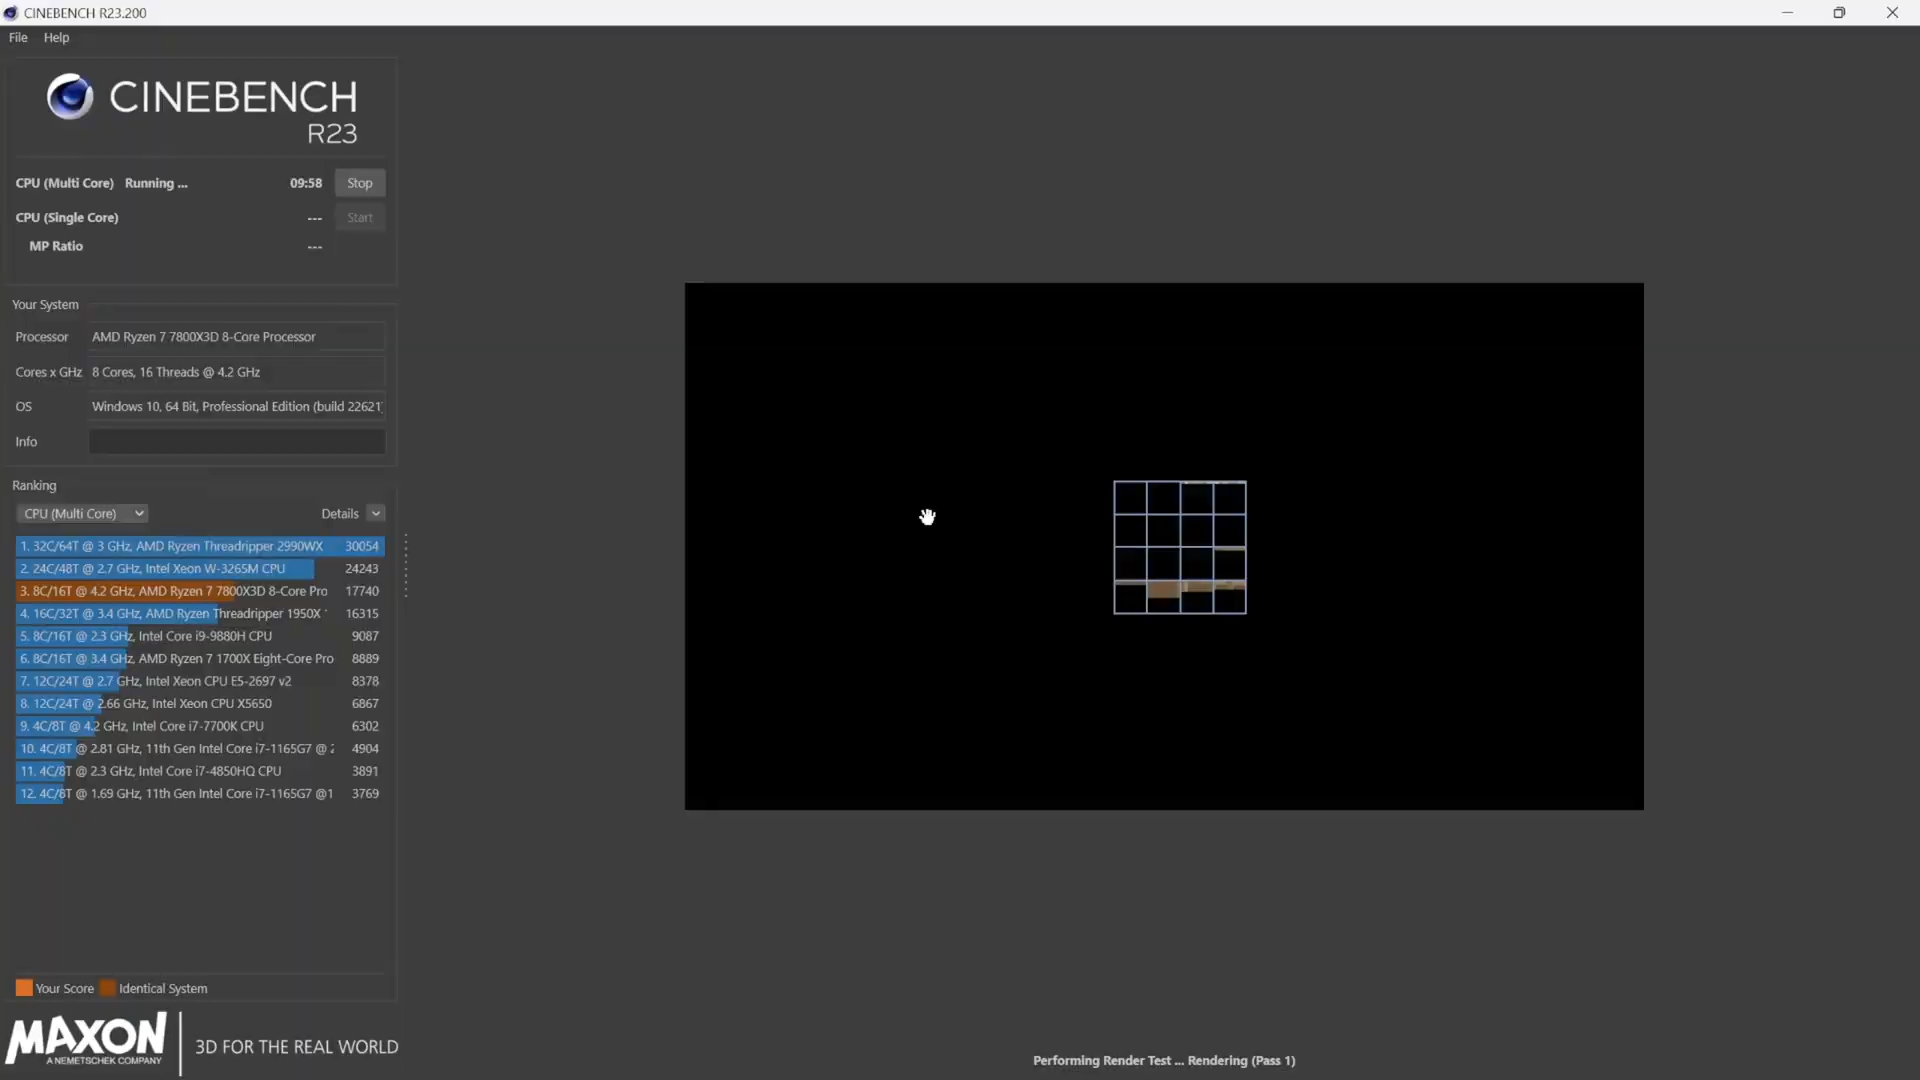 CINEBENCH R23.200
File Help
CINEBENCH
R23
CPU (Multi Core) Running ... 09:58 Stop
CPU (Single Core) --- Start
MP Ratio ---
Your System
Processor AMD Ryzen 7 7800X3D 8-Core Processor
Cores x GHz 8 Cores, 16 Threads @ 4.2 GHz
OS Windows 10, 64 Bit, Professional Edition (build 22621)
Info
Ranking
CPU (Multi Core) Details
1. 32C/64T @ 3 GHz, AMD Ryzen Threadripper 2990WX 30054
2. 24C/48T @ 2.7 GHz, Intel Xeon W-3265M CPU 24243
3. 8C/16T @ 4.2 GHz, AMD Ryzen 7 7800X3D 8-Core Pro 17740
4. 16C/32T @ 3.4 GHz, AMD Ryzen Threadripper 1950X 16315
5. 8C/16T @ 2.3 GHz, Intel Core i9-9880H CPU 9087
6. 8C/16T @ 3.4 GHz, AMD Ryzen 7 1700X Eight-Core Pro 8889
7. 12C/24T @ 2.7 GHz, Intel Xeon CPU E5-2697 v2 8378
8. 12C/24T @ 2.66 GHz, Intel Xeon CPU X5650 6867
9. 4C/8T @ 4.2 GHz, Intel Core i7-7700K CPU 6302
10. 4C/8T @ 2.81 GHz, 11th Gen Intel Core i7-1165G7 @ 2 4904
11. 4C/8T @ 2.3 GHz, Intel Core i7-4850HQ CPU 3891
12. 4C/8T @ 1.69 GHz, 11th Gen Intel Core i7-1165G7 @1 3769
Your Score Identical System
MAXON
A NEMETSCHEK COMPANY
3D FOR THE REAL WORLD
Performing Render Test ... Rendering (Pass 1)